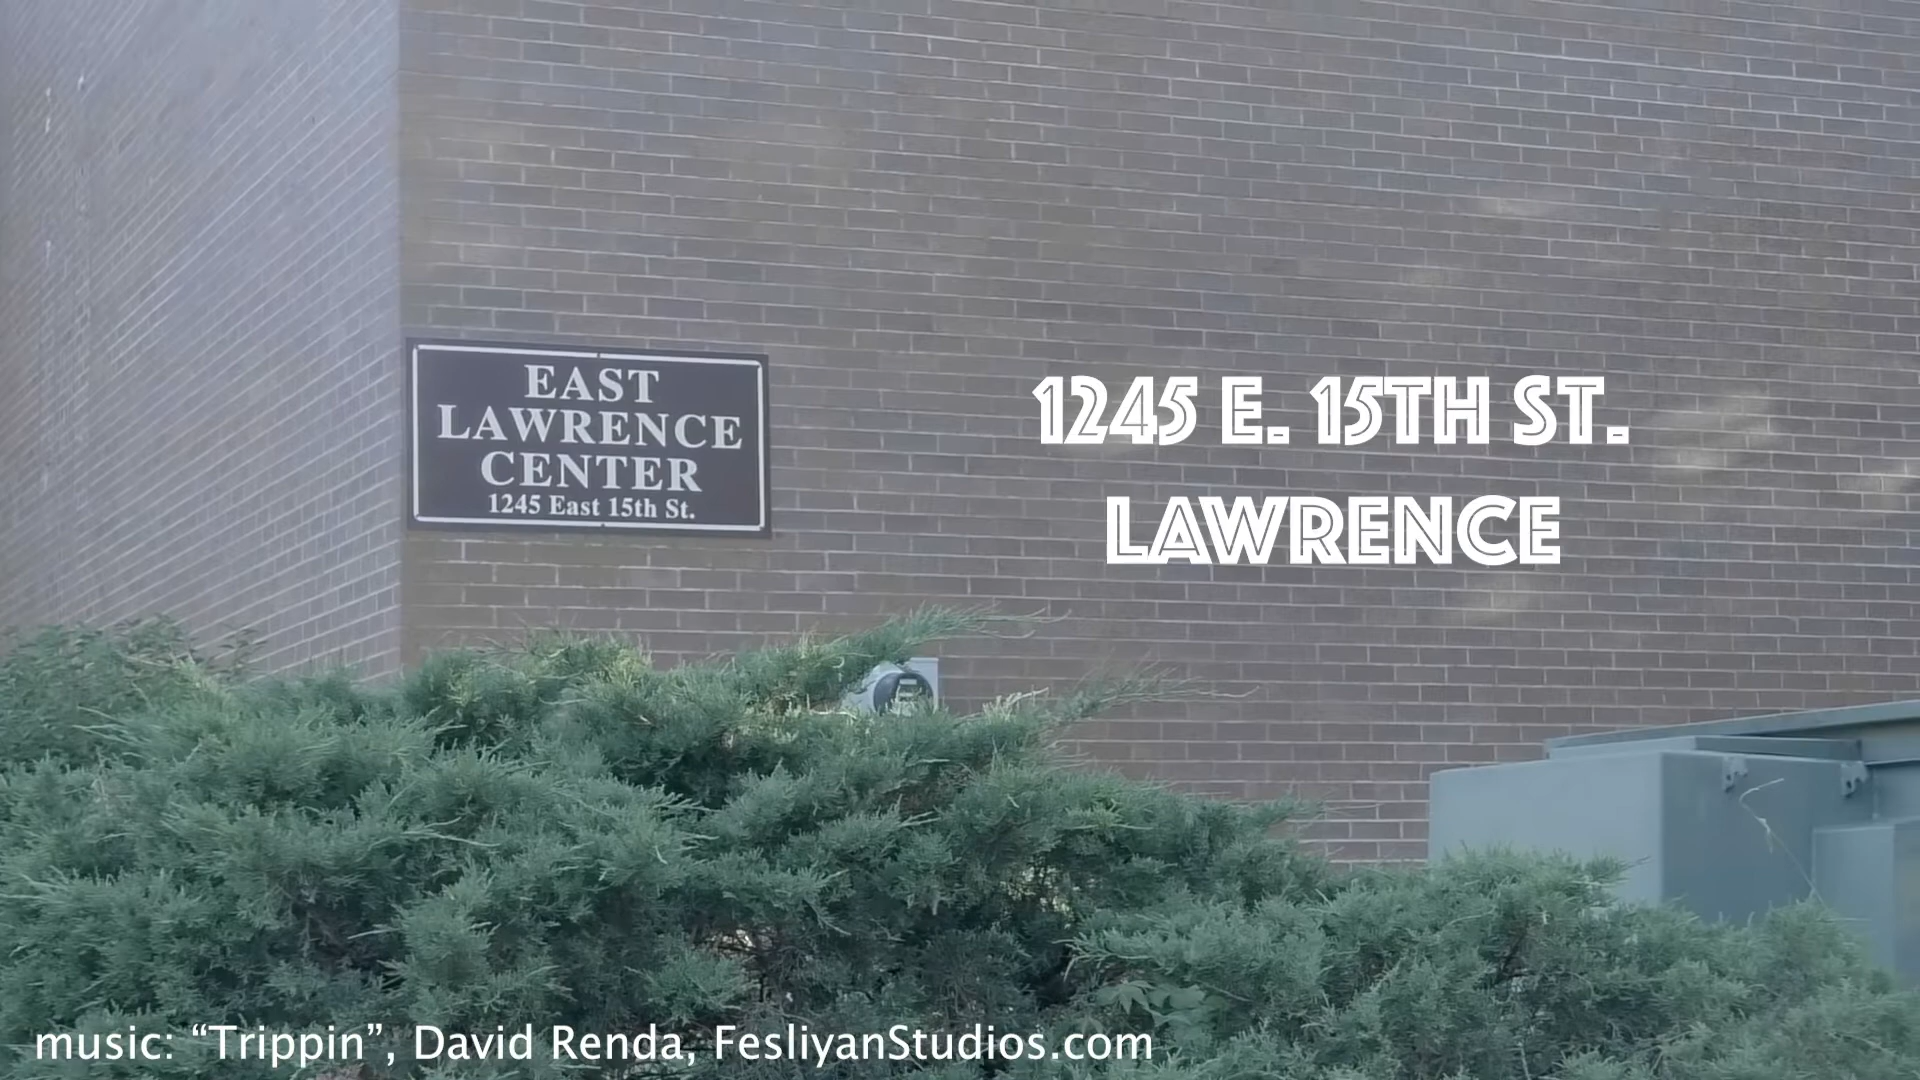 EAST
LAWRENCE
CENTER
1245 East 15th St.
1245 E. 15TH ST.
LAWRENCE
music: “Trippin”, David Renda, FesliyanStudios.com